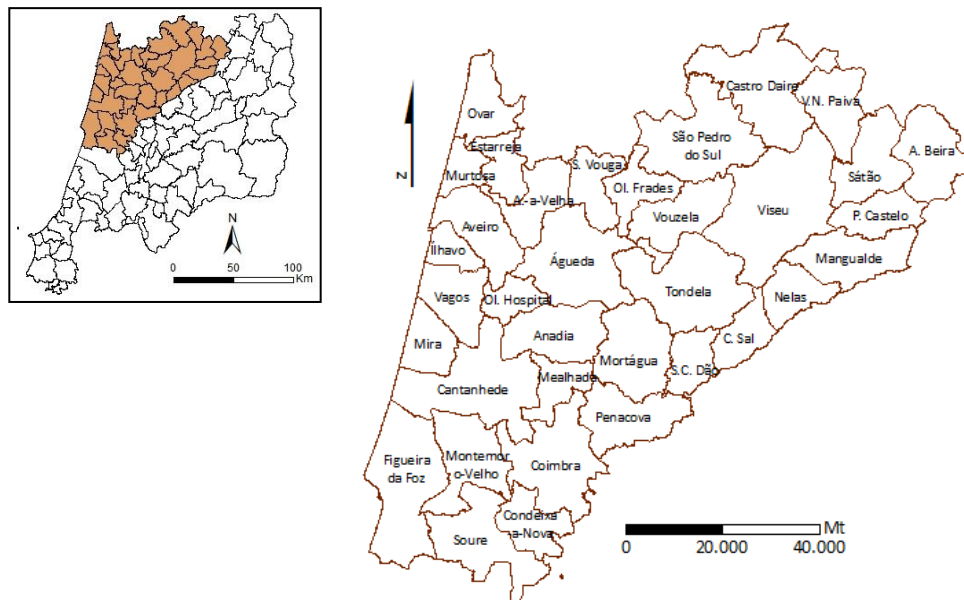 N
0 50 100
Km
N
Castro Daire
V.N. Paiva
Ovar
Estarreja
São Pedro
do Sul
A. Beira
S. Vouga
Murtosa
Sátão
Ol. Frades
A.-a-Velha
Vouzela
Viseu
P. Castelo
Aveiro
Ilhavo
Águeda
Mangualde
Tondela
Vagos
Ol. Hospital
Nelas
Anadia
C. Sal
Mira
Mortágua
S.C. Dão
Mealhada
Cantanhede
Penacova
Figueira
da Foz
Montemor
o-Velho
Coimbra
Condeixa
-a-Nova
Soure
Mt
0 20.000 40.000